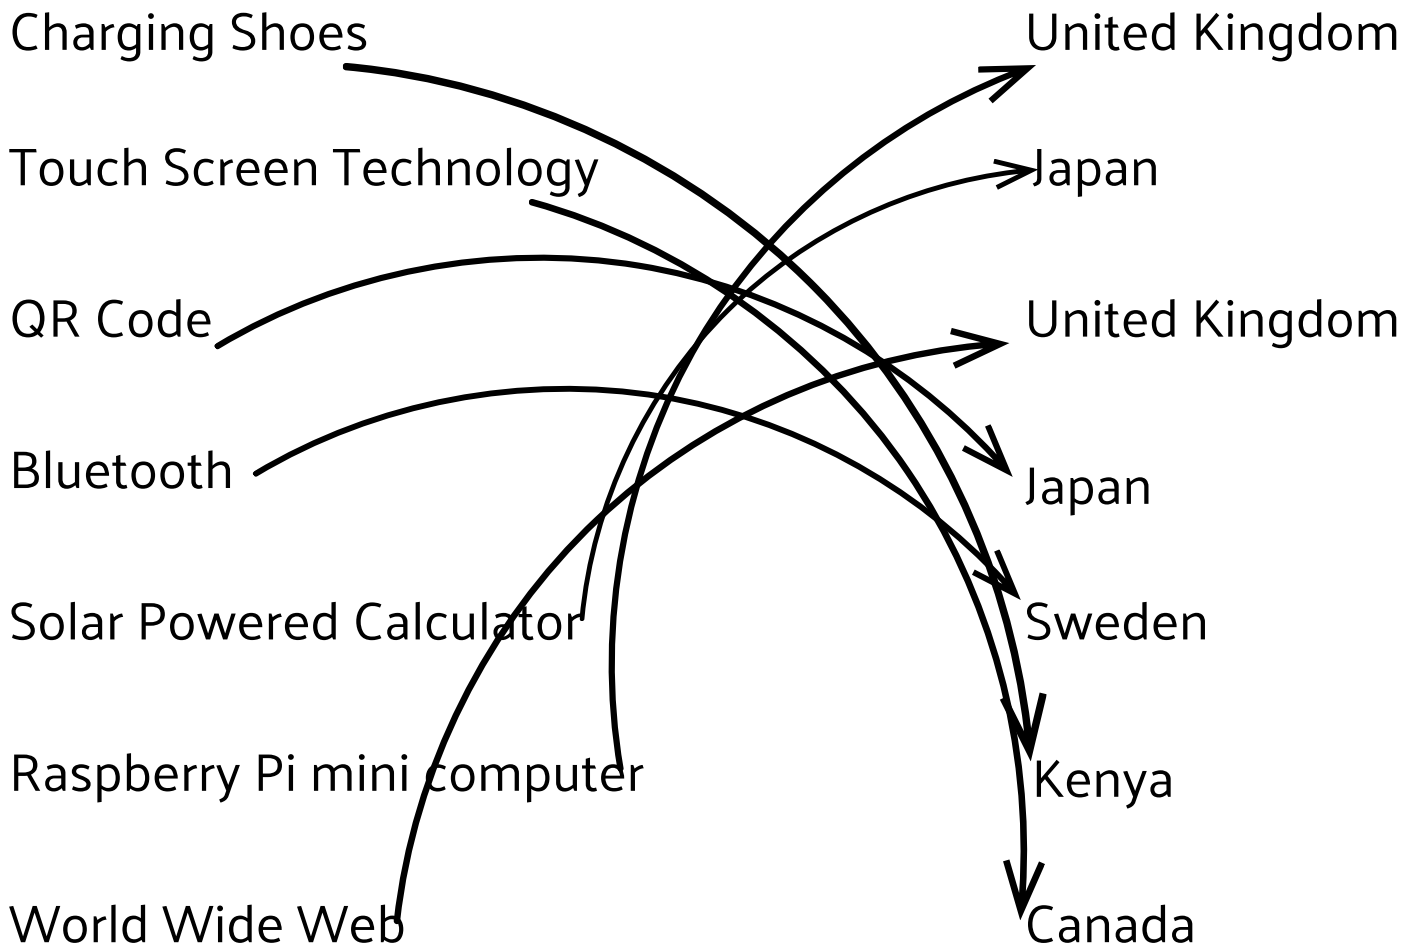 Charging Shoes
United Kingdom
Touch Screen Technology
Japan
QR Code
United Kingdom
Bluetooth
Japan
Solar Powered Calculator
Sweden
Raspberry Pi mini computer
Kenya
World Wide Web
Canada